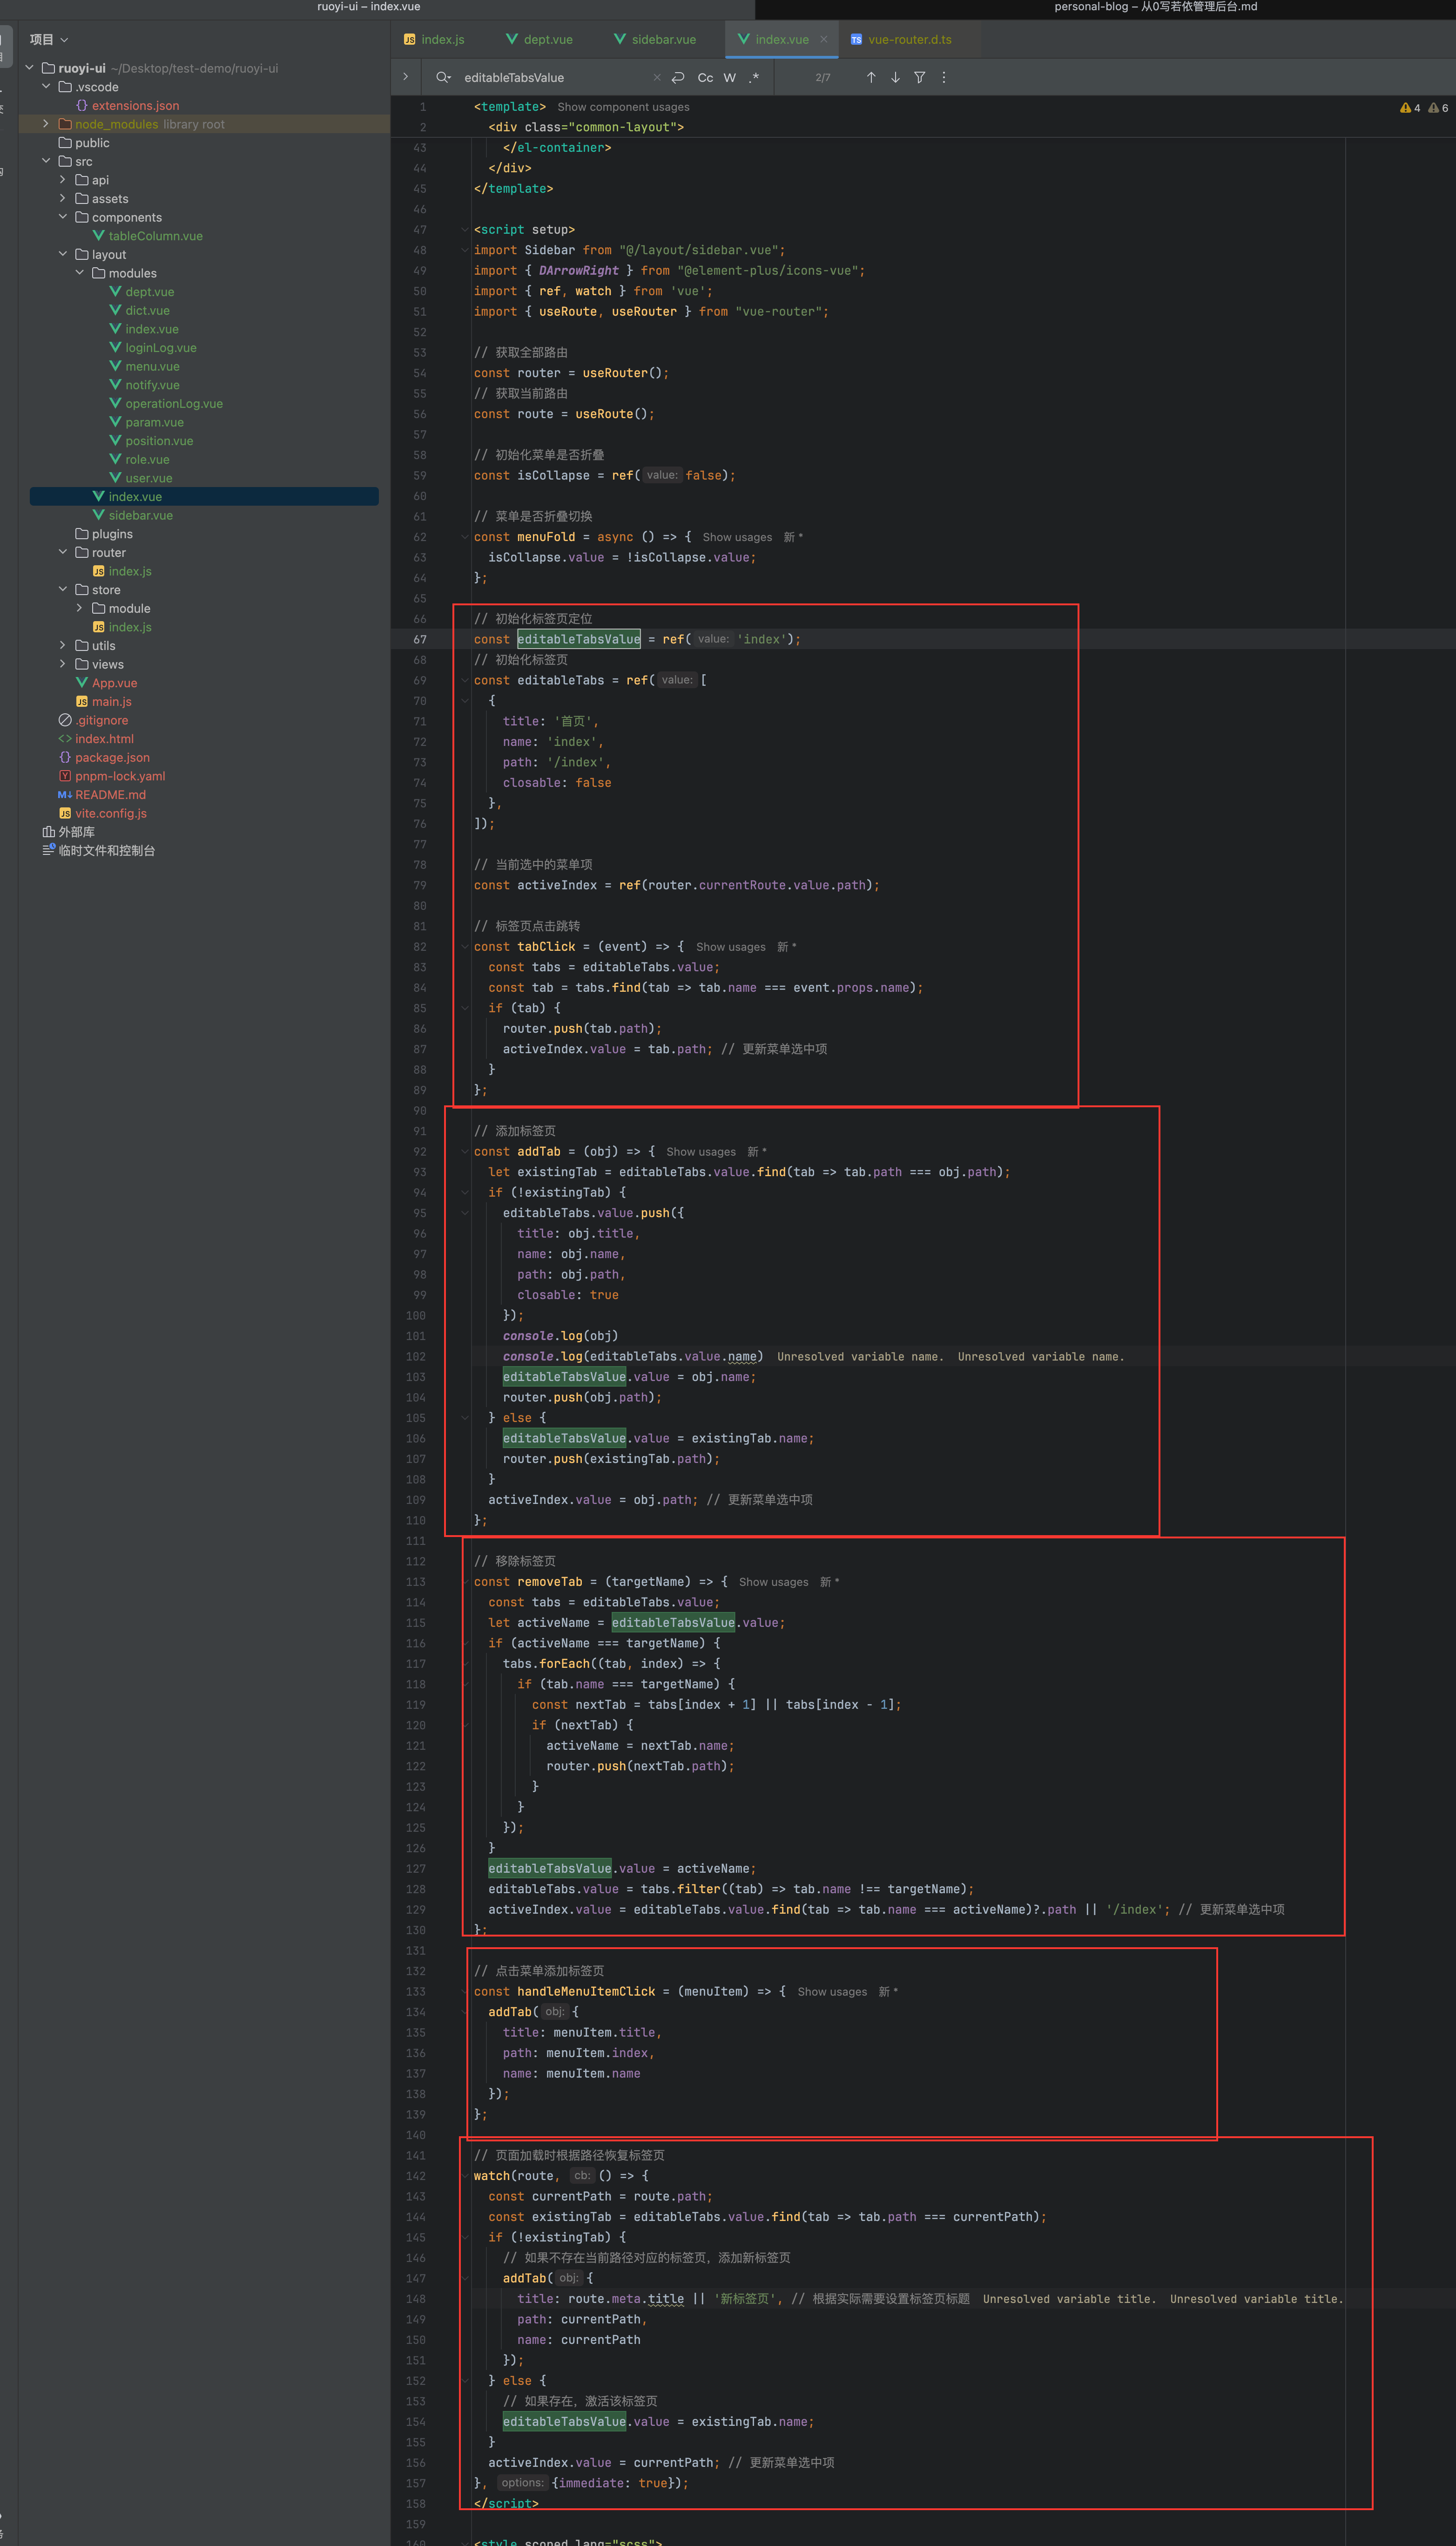 ruoyi-ui – index.vue
personal-blog – 从0写若依管理后台.md
项目
ruoyi-ui ~/Desktop/test-demo/ruoyi-ui
.vscode
extensions.json
node_modules library root
public
src
api
assets
components
tableColumn.vue
layout
modules
dept.vue
dict.vue
index.vue
loginLog.vue
menu.vue
notify.vue
operationLog.vue
param.vue
position.vue
role.vue
user.vue
index.vue
sidebar.vue
plugins
router
index.js
store
module
index.js
utils
views
App.vue
main.js
.gitignore
index.html
package.json
pnpm-lock.yaml
README.md
vite.config.js
外部库
临时文件和控制台
index.js dept.vue sidebar.vue index.vue vue-router.d.ts
editableTabsValue Cc W .* 2/7
4 6
1 <template> Show component usages
2 <div class="common-layout">
43 </el-container>
44 </div>
45 </template>
46
47 <script setup>
48 import Sidebar from "@/layout/sidebar.vue";
49 import { DArrowRight } from "@element-plus/icons-vue";
50 import { ref, watch } from 'vue';
51 import { useRoute, useRouter } from "vue-router";
52
53 // 获取全部路由
54 const router = useRouter();
55 // 获取当前路由
56 const route = useRoute();
57
58 // 初始化菜单是否折叠
59 const isCollapse = ref( value: false);
60
61 // 菜单是否折叠切换
62 const menuFold = async () => { Show usages 新 *
63 isCollapse.value = !isCollapse.value;
64 };
65
66 // 初始化标签页定位
67 const editableTabsValue = ref( value: 'index');
68 // 初始化标签页
69 const editableTabs = ref( value: [
70 {
71 title: '首页',
72 name: 'index',
73 path: '/index',
74 closable: false
75 },
76 ]);
77
78 // 当前选中的菜单项
79 const activeIndex = ref(router.currentRoute.value.path);
80
81 // 标签页点击跳转
82 const tabClick = (event) => { Show usages 新 *
83 const tabs = editableTabs.value;
84 const tab = tabs.find(tab => tab.name === event.props.name);
85 if (tab) {
86 router.push(tab.path);
87 activeIndex.value = tab.path; // 更新菜单选中项
88 }
89 };
90
91 // 添加标签页
92 const addTab = (obj) => { Show usages 新 *
93 let existingTab = editableTabs.value.find(tab => tab.path === obj.path);
94 if (!existingTab) {
95 editableTabs.value.push({
96 title: obj.title,
97 name: obj.name,
98 path: obj.path,
99 closable: true
100 });
101 console.log(obj)
102 console.log(editableTabs.value.name) Unresolved variable name. Unresolved variable name.
103 editableTabsValue.value = obj.name;
104 router.push(obj.path);
105 } else {
106 editableTabsValue.value = existingTab.name;
107 router.push(existingTab.path);
108 }
109 activeIndex.value = obj.path; // 更新菜单选中项
110 };
111
112 // 移除标签页
113 const removeTab = (targetName) => { Show usages 新 *
114 const tabs = editableTabs.value;
115 let activeName = editableTabsValue.value;
116 if (activeName === targetName) {
117 tabs.forEach((tab, index) => {
118 if (tab.name === targetName) {
119 const nextTab = tabs[index + 1] || tabs[index - 1];
120 if (nextTab) {
121 activeName = nextTab.name;
122 router.push(nextTab.path);
123 }
124 }
125 });
126 }
127 editableTabsValue.value = activeName;
128 editableTabs.value = tabs.filter((tab) => tab.name !== targetName);
129 activeIndex.value = editableTabs.value.find(tab => tab.name === activeName)?.path || '/index'; // 更新菜单选中项
130 };
131
132 // 点击菜单添加标签页
133 const handleMenuItemClick = (menuItem) => { Show usages 新 *
134 addTab( obj: {
135 title: menuItem.title,
136 path: menuItem.index,
137 name: menuItem.name
138 });
139 };
140
141 // 页面加载时根据路径恢复标签页
142 watch(route, cb: () => {
143 const currentPath = route.path;
144 const existingTab = editableTabs.value.find(tab => tab.path === currentPath);
145 if (!existingTab) {
146 // 如果不存在当前路径对应的标签页，添加新标签页
147 addTab( obj: {
148 title: route.meta.title || '新标签页', // 根据实际需要设置标签页标题 Unresolved variable title. Unresolved variable title.
149 path: currentPath,
150 name: currentPath
151 });
152 } else {
153 // 如果存在，激活该标签页
154 editableTabsValue.value = existingTab.name;
155 }
156 activeIndex.value = currentPath; // 更新菜单选中项
157 }, options: {immediate: true});
158 </script>
159
160 <style scoped lang="scss">